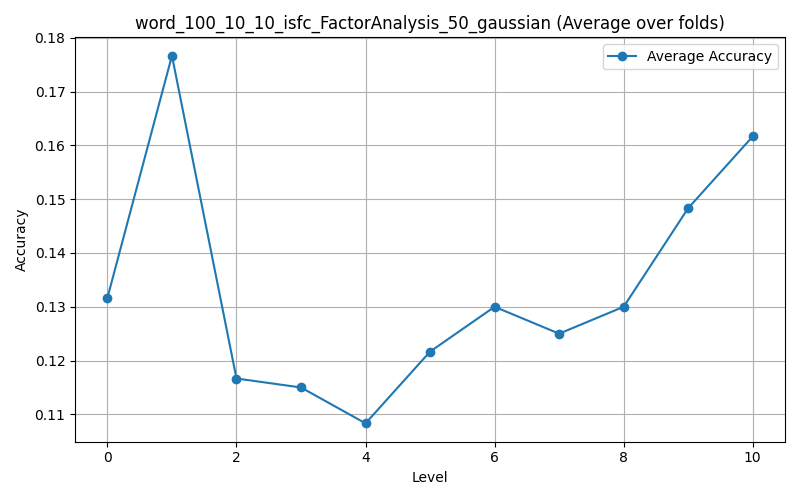 word_100_10_10_isfc_FactorAnalysis_50_gaussian (Average over folds)
Average Accuracy
0.18
0.17
0.16
0.15
0.14
0.13
0.12
0.11
Accuracy
0 2 4 6 8 10
Level